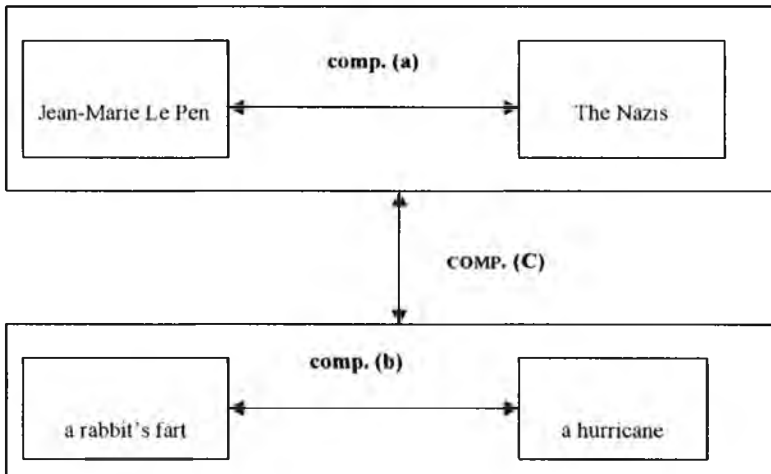 comp. (a)
Jean-Marie Le Pen
The Nazis
COMP. (C)
comp. (b)
a rabbit's fart
a hurricane